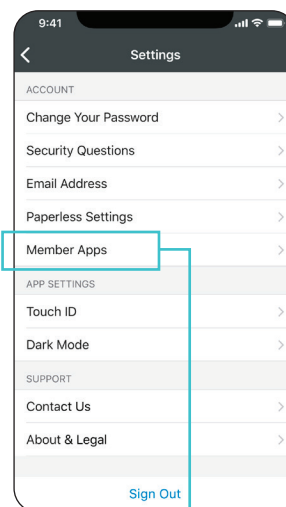 9:41
Settings
ACCOUNT
Change Your Password
Security Questions
Email Address
Paperless Settings
Member Apps
APP SETTINGS
Touch ID
Dark Mode
SUPPORT
Contact Us
About & Legal
Sign Out